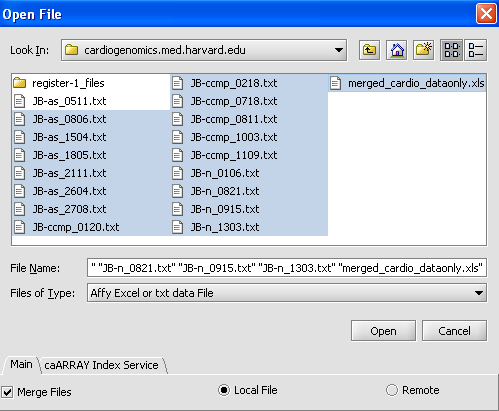 Open File
Look In: cardiogenomics.med.harvard.edu
register-1_files
JB-as_0511.txt
JB-as_0806.txt
JB-as_1504.txt
JB-as_1805.txt
JB-as_2111.txt
JB-as_2604.txt
JB-as_2708.txt
JB-ccmp_0120.txt
JB-ccmp_0218.txt
JB-ccmp_0718.txt
JB-ccmp_0811.txt
JB-ccmp_1003.txt
JB-ccmp_1109.txt
JB-n_0106.txt
JB-n_0821.txt
JB-n_0915.txt
JB-n_1303.txt
merged_cardio_dataonly.xls
File Name: " "JB-n_0821.txt" "JB-n_0915.txt" "JB-n_1303.txt" "merged_cardio_dataonly.xls"
Files of Type: Affy Excel or txt data File
Open Cancel
Main caARRAY Index Service
Merge Files Local File Remote